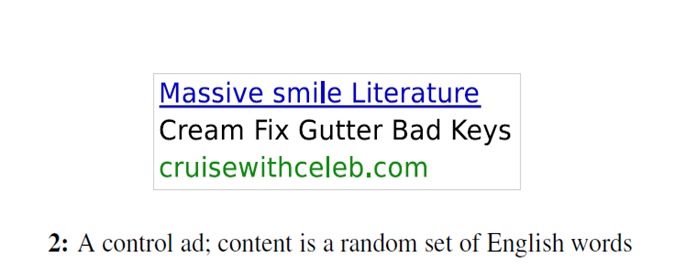 Massive smile Literature
Cream Fix Gutter Bad Keys
cruisewithceleb.com
2: A control ad; content is a random set of English words